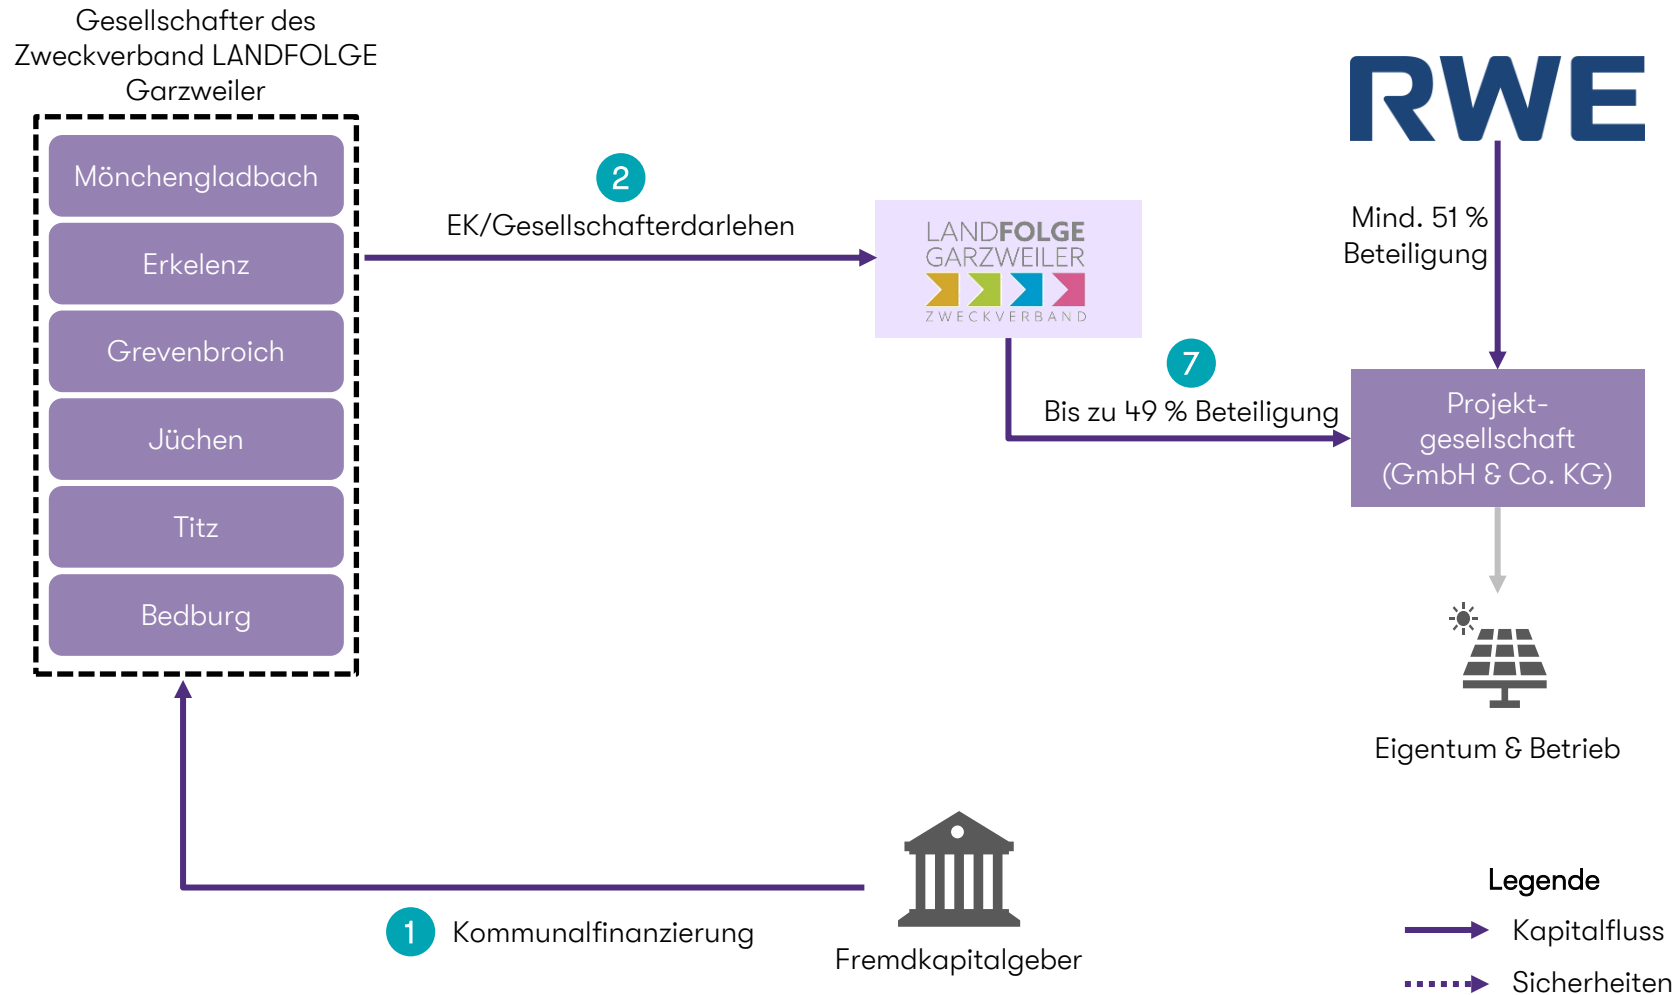 Gesellschafter des
Zweckverband LANDFOLGE
Garzweiler
Mönchengladbach
Erkelenz
Grevenbroich
Jüchen
Titz
Bedburg
2
EK/Gesellschafterdarlehen
LANDFOLGE
GARZWEILER
ZWECKVERBAND
RWE
Mind. 51 %
Beteiligung
7
Bis zu 49 % Beteiligung
Projekt-
gesellschaft
(GmbH & Co. KG)
Eigentum & Betrieb
1 Kommunalfinanzierung
Fremdkapitalgeber
Legende
Kapitalfluss
Sicherheiten